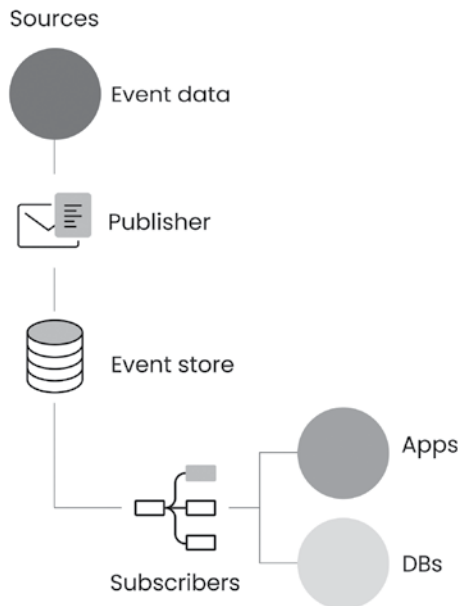 Sources
Event data
Publisher
Event store
Apps
DBs
Subscribers